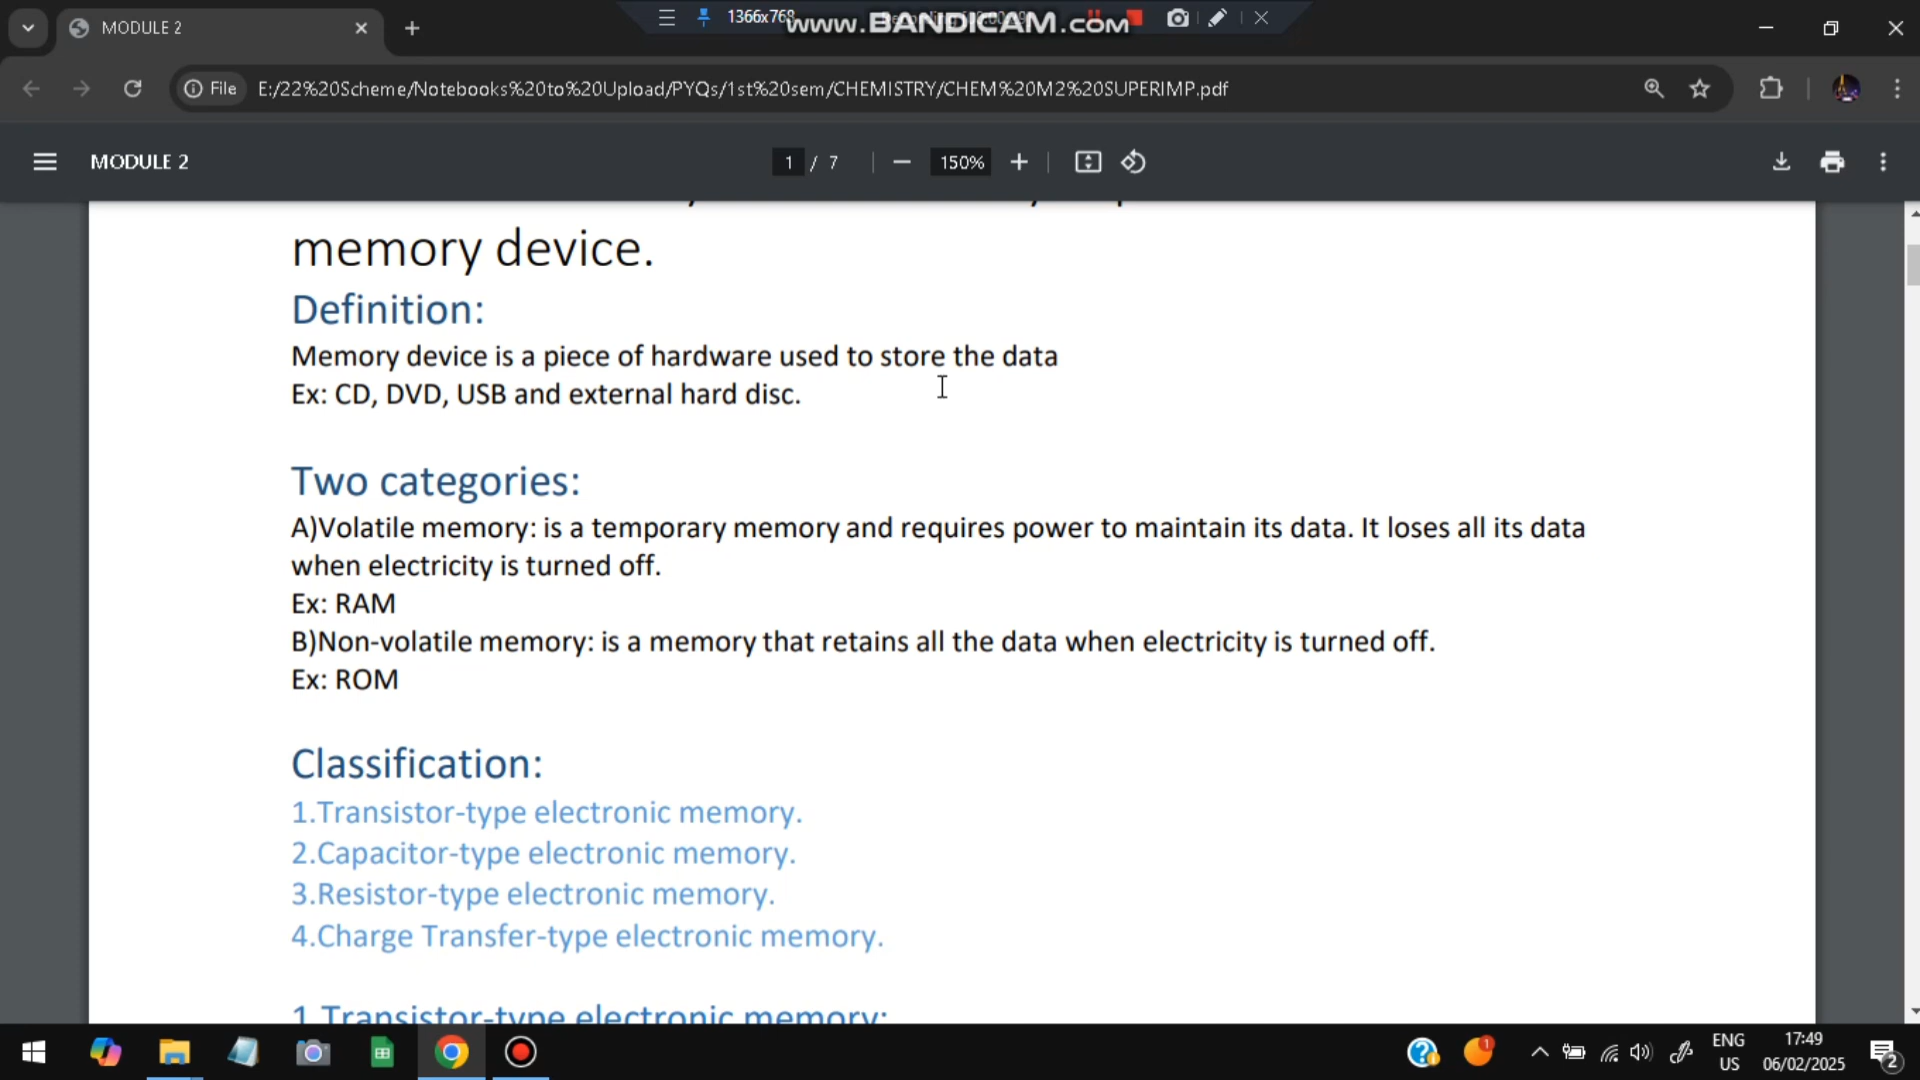 MODULE 2
1366x768
www.BANDICAM.com
File
E:/22%20Scheme/Notebooks%20to%20Upload/PYQs/1st%20sem/CHEMISTRY/CHEM%20M2%20SUPERIMP.pdf
MODULE 2
1 / 7
150%
memory device.
Definition:
Memory device is a piece of hardware used to store the data
Ex: CD, DVD, USB and external hard disc.
Two categories:
A)Volatile memory: is a temporary memory and requires power to maintain its data. It loses all its data
when electricity is turned off.
Ex: RAM
B)Non-volatile memory: is a memory that retains all the data when electricity is turned off.
Ex: ROM
Classification:
1.Transistor-type electronic memory.
2.Capacitor-type electronic memory.
3.Resistor-type electronic memory.
4.Charge Transfer-type electronic memory.
1.Transistor-type electronic memory:
1
ENG
US
17:49
06/02/2025
2